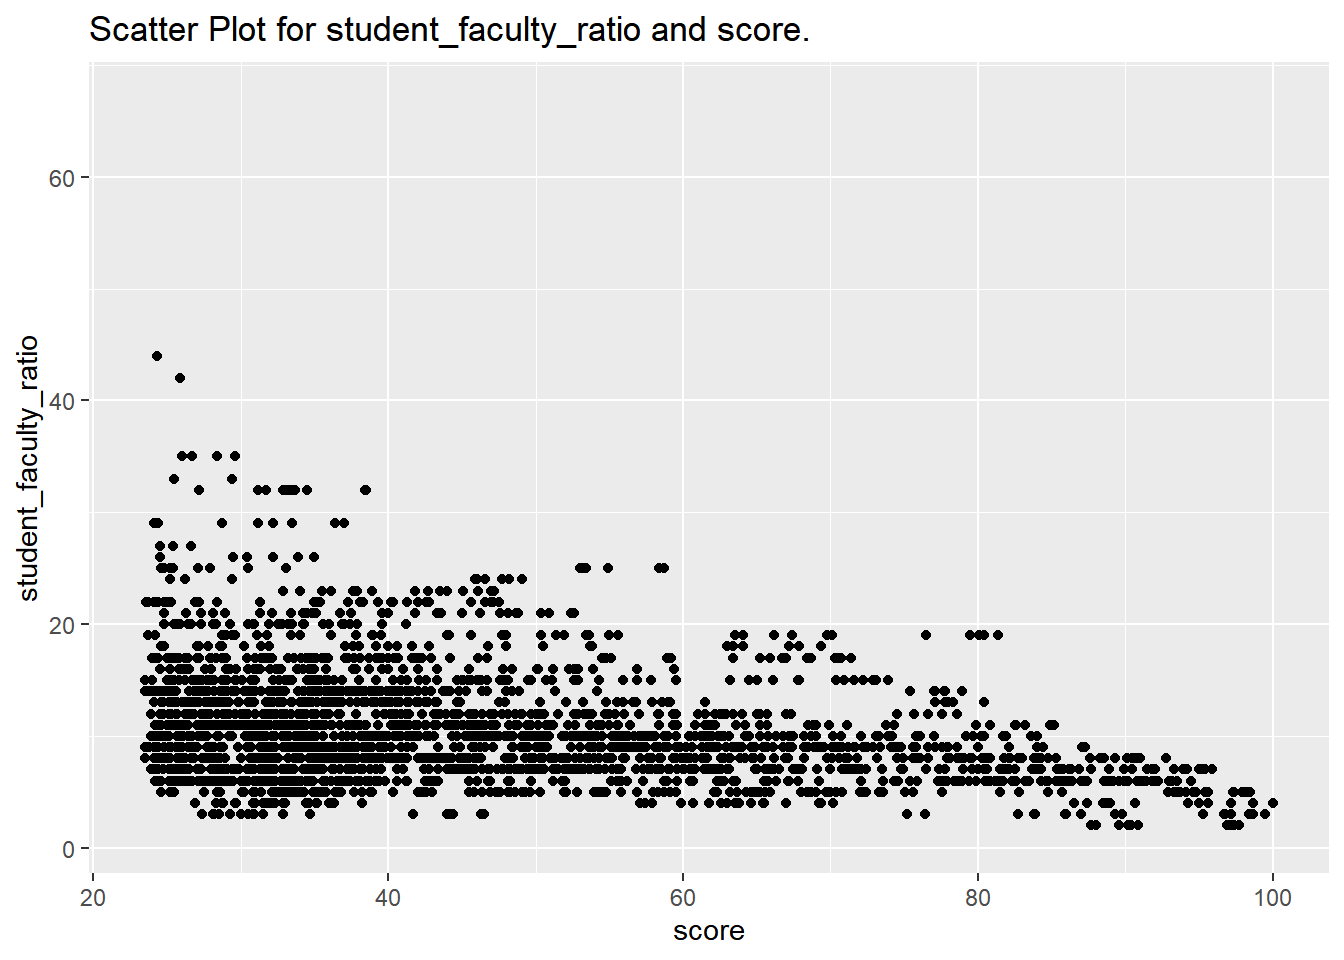 Scatter Plot for student_faculty_ratio and score.
student_faculty_ratio
60
40
20
0
20 40 60 80 100
score